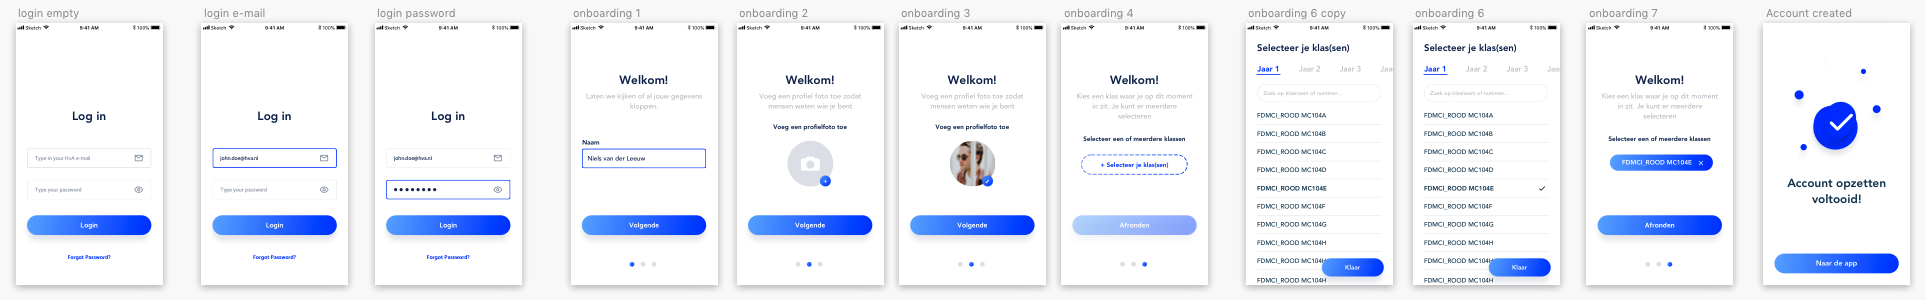 login empty
Sketch 9:41 AM 100%
Log in
Type in your HvA e-mail
Type your password
Login
Forgot Password?
login e-mail
Sketch 9:41 AM 100%
Log in
john.doe@hva.nl
Type your password
Login
Forgot Password?
login password
Sketch 9:41 AM 100%
Log in
john.doe@hva.nl
Login
Forgot Password?
onboarding 1
Sketch 9:41 AM 100%
Welkom!
Laten we kijken of al jouw gegevens
kloppen.
Naam
Niels van der Leeuw
Volgende
onboarding 2
Sketch 9:41 AM 100%
Welkom!
Voeg een profiel foto toe zodat
mensen weten wie je bent
Voeg een profielfoto toe
Volgende
onboarding 3
Sketch 9:41 AM 100%
Welkom!
Voeg een profiel foto toe zodat
mensen weten wie je bent
Voeg een profielfoto toe
Volgende
onboarding 4
Sketch 9:41 AM 100%
Welkom!
Kies een klas waar je op dit moment
in zit. Je kunt er meerdere
selecteren
Selecteer een of meerdere klassen
+ Selecteer je klas(sen)
Afronden
onboarding 6 copy
Sketch 9:41 AM 100%
Selecteer je klas(sen)
Jaar 1 Jaar 2 Jaar 3 Jaa
Zoek op klasnaam of nummer...
FDMCI_ROOD MC104A
FDMCI_ROOD MC104B
FDMCI_ROOD MC104C
FDMCI_ROOD MC104D
FDMCI_ROOD MC104E
FDMCI_ROOD MC104F
FDMCI_ROOD MC104G
FDMCI_ROOD MC104H
FDMCI_ROOD MC104H
FDMCI_ROOD MC104H
Klaar
onboarding 6
Sketch 9:41 AM 100%
Selecteer je klas(sen)
Jaar 1 Jaar 2 Jaar 3 Jaa
Zoek op klasnaam of nummer...
FDMCI_ROOD MC104A
FDMCI_ROOD MC104B
FDMCI_ROOD MC104C
FDMCI_ROOD MC104D
FDMCI_ROOD MC104E
FDMCI_ROOD MC104F
FDMCI_ROOD MC104G
FDMCI_ROOD MC104H
FDMCI_ROOD MC104H
FDMCI_ROOD MC104H
Klaar
onboarding 7
Sketch 9:41 AM 100%
Welkom!
Kies een klas waar je op dit moment
in zit. Je kunt er meerdere
selecteren
Selecteer een of meerdere klassen
FDMCI_ROOD MC104E
Afronden
Account created
Sketch 9:41 AM 100%
Account opzetten
voltooid!
Naar de app